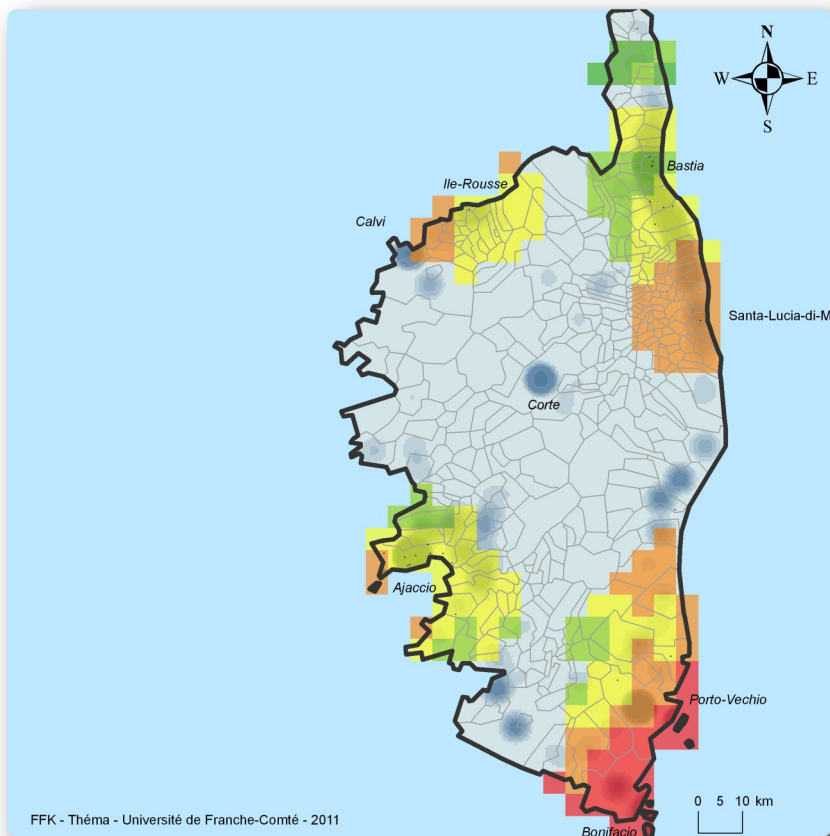 N
W E
S
Bastia
Ile-Rousse
Calvi
Santa-Lucia-di-M
Corte
Ajaccio
Porto-Vechio
0 5 10 km
FFK - Théma - Université de Franche-Comté - 2011
Bonifacio